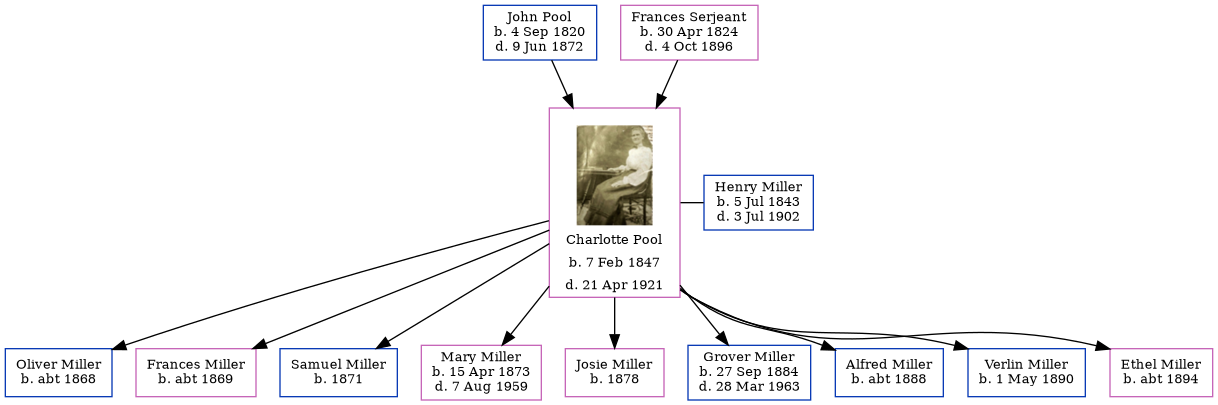 John Pool
b. 4 Sep 1820
d. 9 Jun 1872
Frances Serjeant
b. 30 Apr 1824
d. 4 Oct 1896
Charlotte Pool
b. 7 Feb 1847
d. 21 Apr 1921
Henry Miller
b. 5 Jul 1843
d. 3 Jul 1902
Oliver Miller
b. abt 1868
Frances Miller
b. abt 1869
Samuel Miller
b. 1871
Mary Miller
b. 15 Apr 1873
d. 7 Aug 1959
Josie Miller
b. 1878
Grover Miller
b. 27 Sep 1884
d. 28 Mar 1963
Alfred Miller
b. abt 1888
Verlin Miller
b. 1 May 1890
Ethel Miller
b. abt 1894